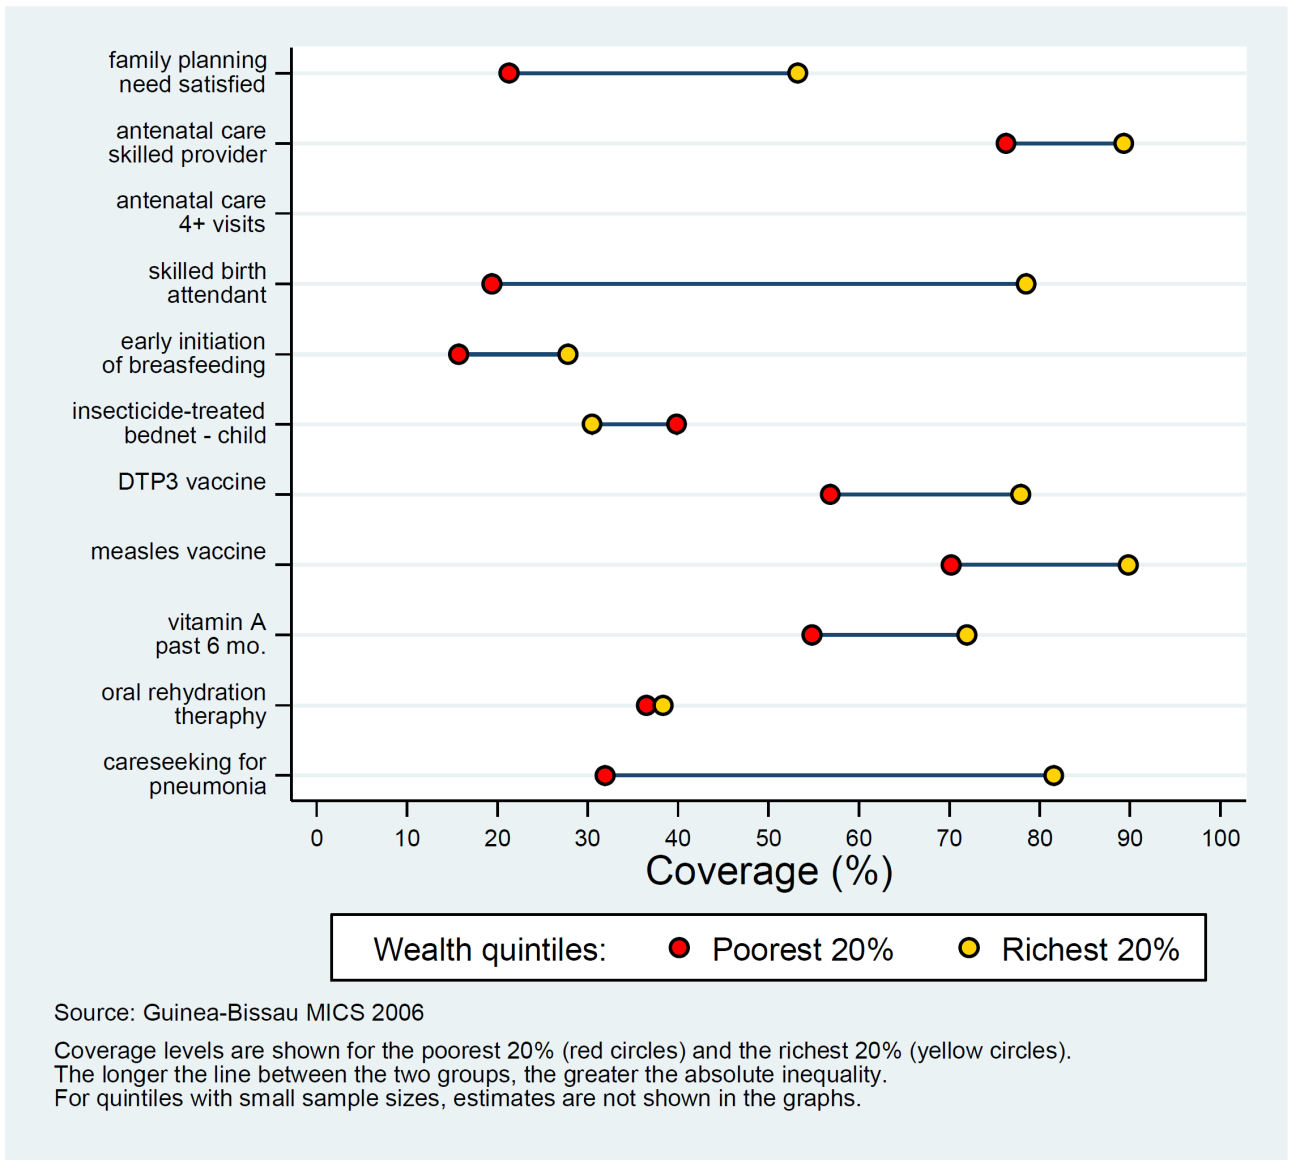 family planning
need satisfied
antenatal care
skilled provider
antenatal care
4+ visits
skilled birth
attendant
early initiation
of breasfeeding
insecticide-treated
bednet - child
DTP3 vaccine
measles vaccine
vitamin A
past 6 mo.
oral rehydration
theraphy
careseeking for
pneumonia
0 10 20 30 40 50 60 70 80 90 100
Coverage (%)
Wealth quintiles: Poorest 20% Richest 20%
Source: Guinea-Bissau MICS 2006
Coverage levels are shown for the poorest 20% (red circles) and the richest 20% (yellow circles).
The longer the line between the two groups, the greater the absolute inequality.
For quintiles with small sample sizes, estimates are not shown in the graphs.